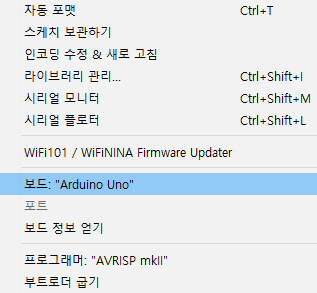 자동 포맷 Ctrl+T
스케치 보관하기
인코딩 수정 & 새로 고침
라이브러리 관리... Ctrl+Shift+I
시리얼 모니터 Ctrl+Shift+M
시리얼 플로터 Ctrl+Shift+L
WiFi101 / WiFiNINA Firmware Updater
보드: "Arduino Uno"
포트
보드 정보 얻기
프로그래머: "AVRISP mkII"
부트로더 굽기